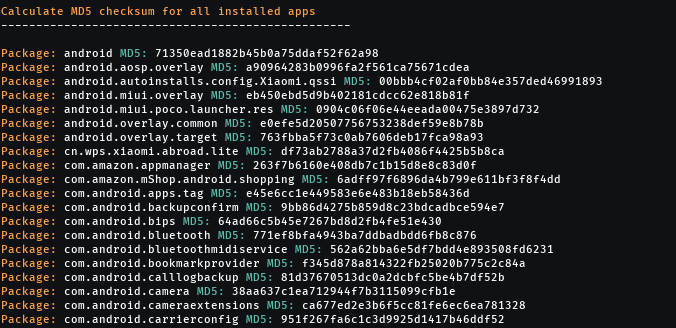 Calculate MD5 checksum for all installed apps
--------------------------------------------------
Package: android MD5: 71350ead1882b45b0a75ddaf52f62a98
Package: android.aosp.overlay MD5: a90964283b0996fa2f561ca75671cdea
Package: android.autoinstalls.config.Xiaomi.qssi MD5: 00bbb4cf02af0bb84e357ded46991893
Package: android.miui.overlay MD5: eb450ebd5d9b402181cdcc62e818b81f
Package: android.miui.poco.launcher.res MD5: 0904c06f06e44eeada00475e3897d732
Package: android.overlay.common MD5: e0efe5d20507756753238def59e8b78b
Package: android.overlay.target MD5: 763fbba5f73c0ab7606deb17fca98a93
Package: cn.wps.xiaomi.abroad.lite MD5: df73ab2788a37d2fb4086f4425b5b8ca
Package: com.amazon.appmanager MD5: 263f7b6160e408db7c1b15d8e8c83d0f
Package: com.amazon.mShop.android.shopping MD5: 6adff97f6896da4b799e611bf3f8f4dd
Package: com.android.apps.tag MD5: e45e6cc1e449583e6e483b18eb58436d
Package: com.android.backupconfirm MD5: 9bb86d4275b859d8c23bdcadbce594e7
Package: com.android.bips MD5: 64ad66c5b45e7267bd8d2fb4fe51e430
Package: com.android.bluetooth MD5: 771ef8bfa4943ba7ddbadbdd6fb8c876
Package: com.android.bluetoothmidiservice MD5: 562a62bba6e5df7bdd4e893508fd6231
Package: com.android.bookmarkprovider MD5: f345d878a814322fb25020b775c2c84a
Package: com.android.calllogbackup MD5: 81d37670513dc0a2dcbfc5be4b7df52b
Package: com.android.camera MD5: 38aa637c1ea712944f7b3115099cfb1e
Package: com.android.cameraextensions MD5: ca677ed2e3b6f5cc81fe6ec6ea781328
Package: com.android.carrierconfig MD5: 951f267fa6c1c3d9925d1417b46ddf52